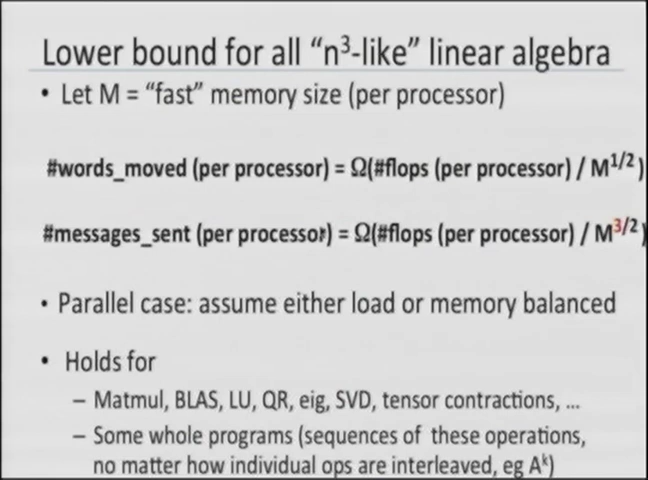 Lower bound for all “n³-like” linear algebra
• Let M = “fast” memory size (per processor)
#words_moved (per processor) = Ω(#flops (per processor) / M^1/2 )
#messages_sent (per processor) = Ω(#flops (per processor) / M^3/2 )
• Parallel case: assume either load or memory balanced
• Holds for
– Matmul, BLAS, LU, QR, eig, SVD, tensor contractions, …
– Some whole programs (sequences of these operations,
no matter how individual ops are interleaved, eg A^k)